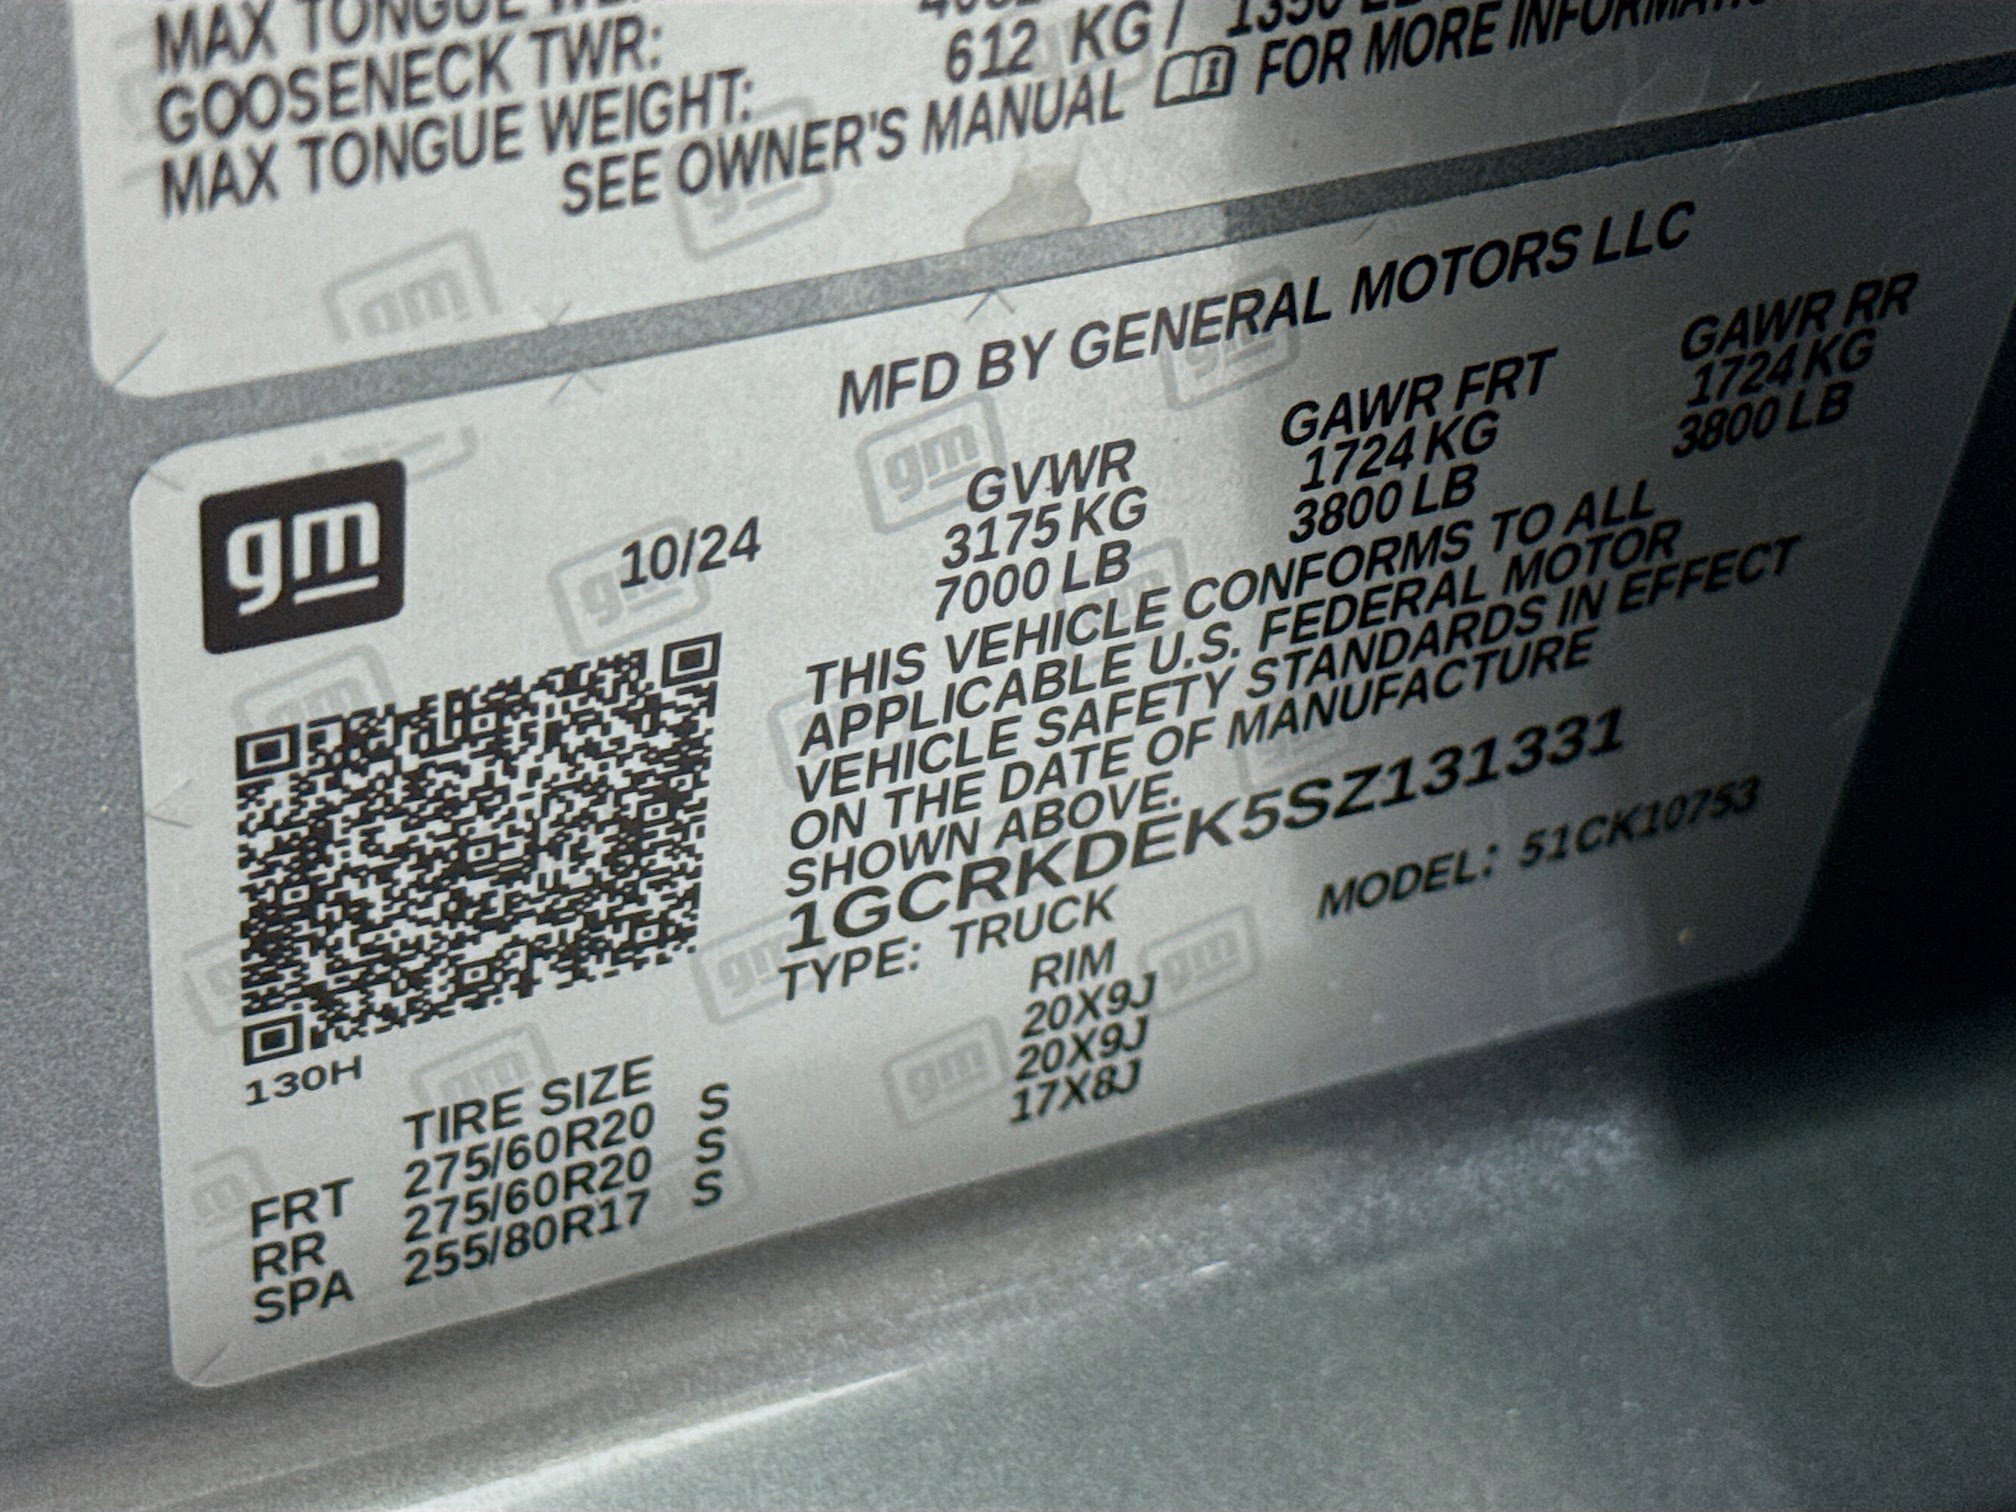 MAX TONGUE
GOOSENECK TWR:
MAX TONGUE WEIGHT: 612 KG / 1350
SEE OWNER'S MANUAL FOR MORE
MFD BY GENERAL MOTORS LLC
gm
10/24
GVWR GAWR FRT GAWR RR
3175 KG 1724 KG 1724 KG
7000 LB 3800 LB 3800 LB
THIS VEHICLE CONFORMS TO ALL
APPLICABLE U.S. FEDERAL MOTOR
VEHICLE SAFETY STANDARDS IN EFFECT
ON THE DATE OF MANUFACTURE
SHOWN ABOVE.
1GCRKDEK5SZ131331
TYPE: TRUCK MODEL: 51CK10753
130H
TIRE SIZE RIM
FRT 275/60R20 S 20X9J
RR 275/60R20 S 20X9J
SPA 255/80R17 S 17X8J